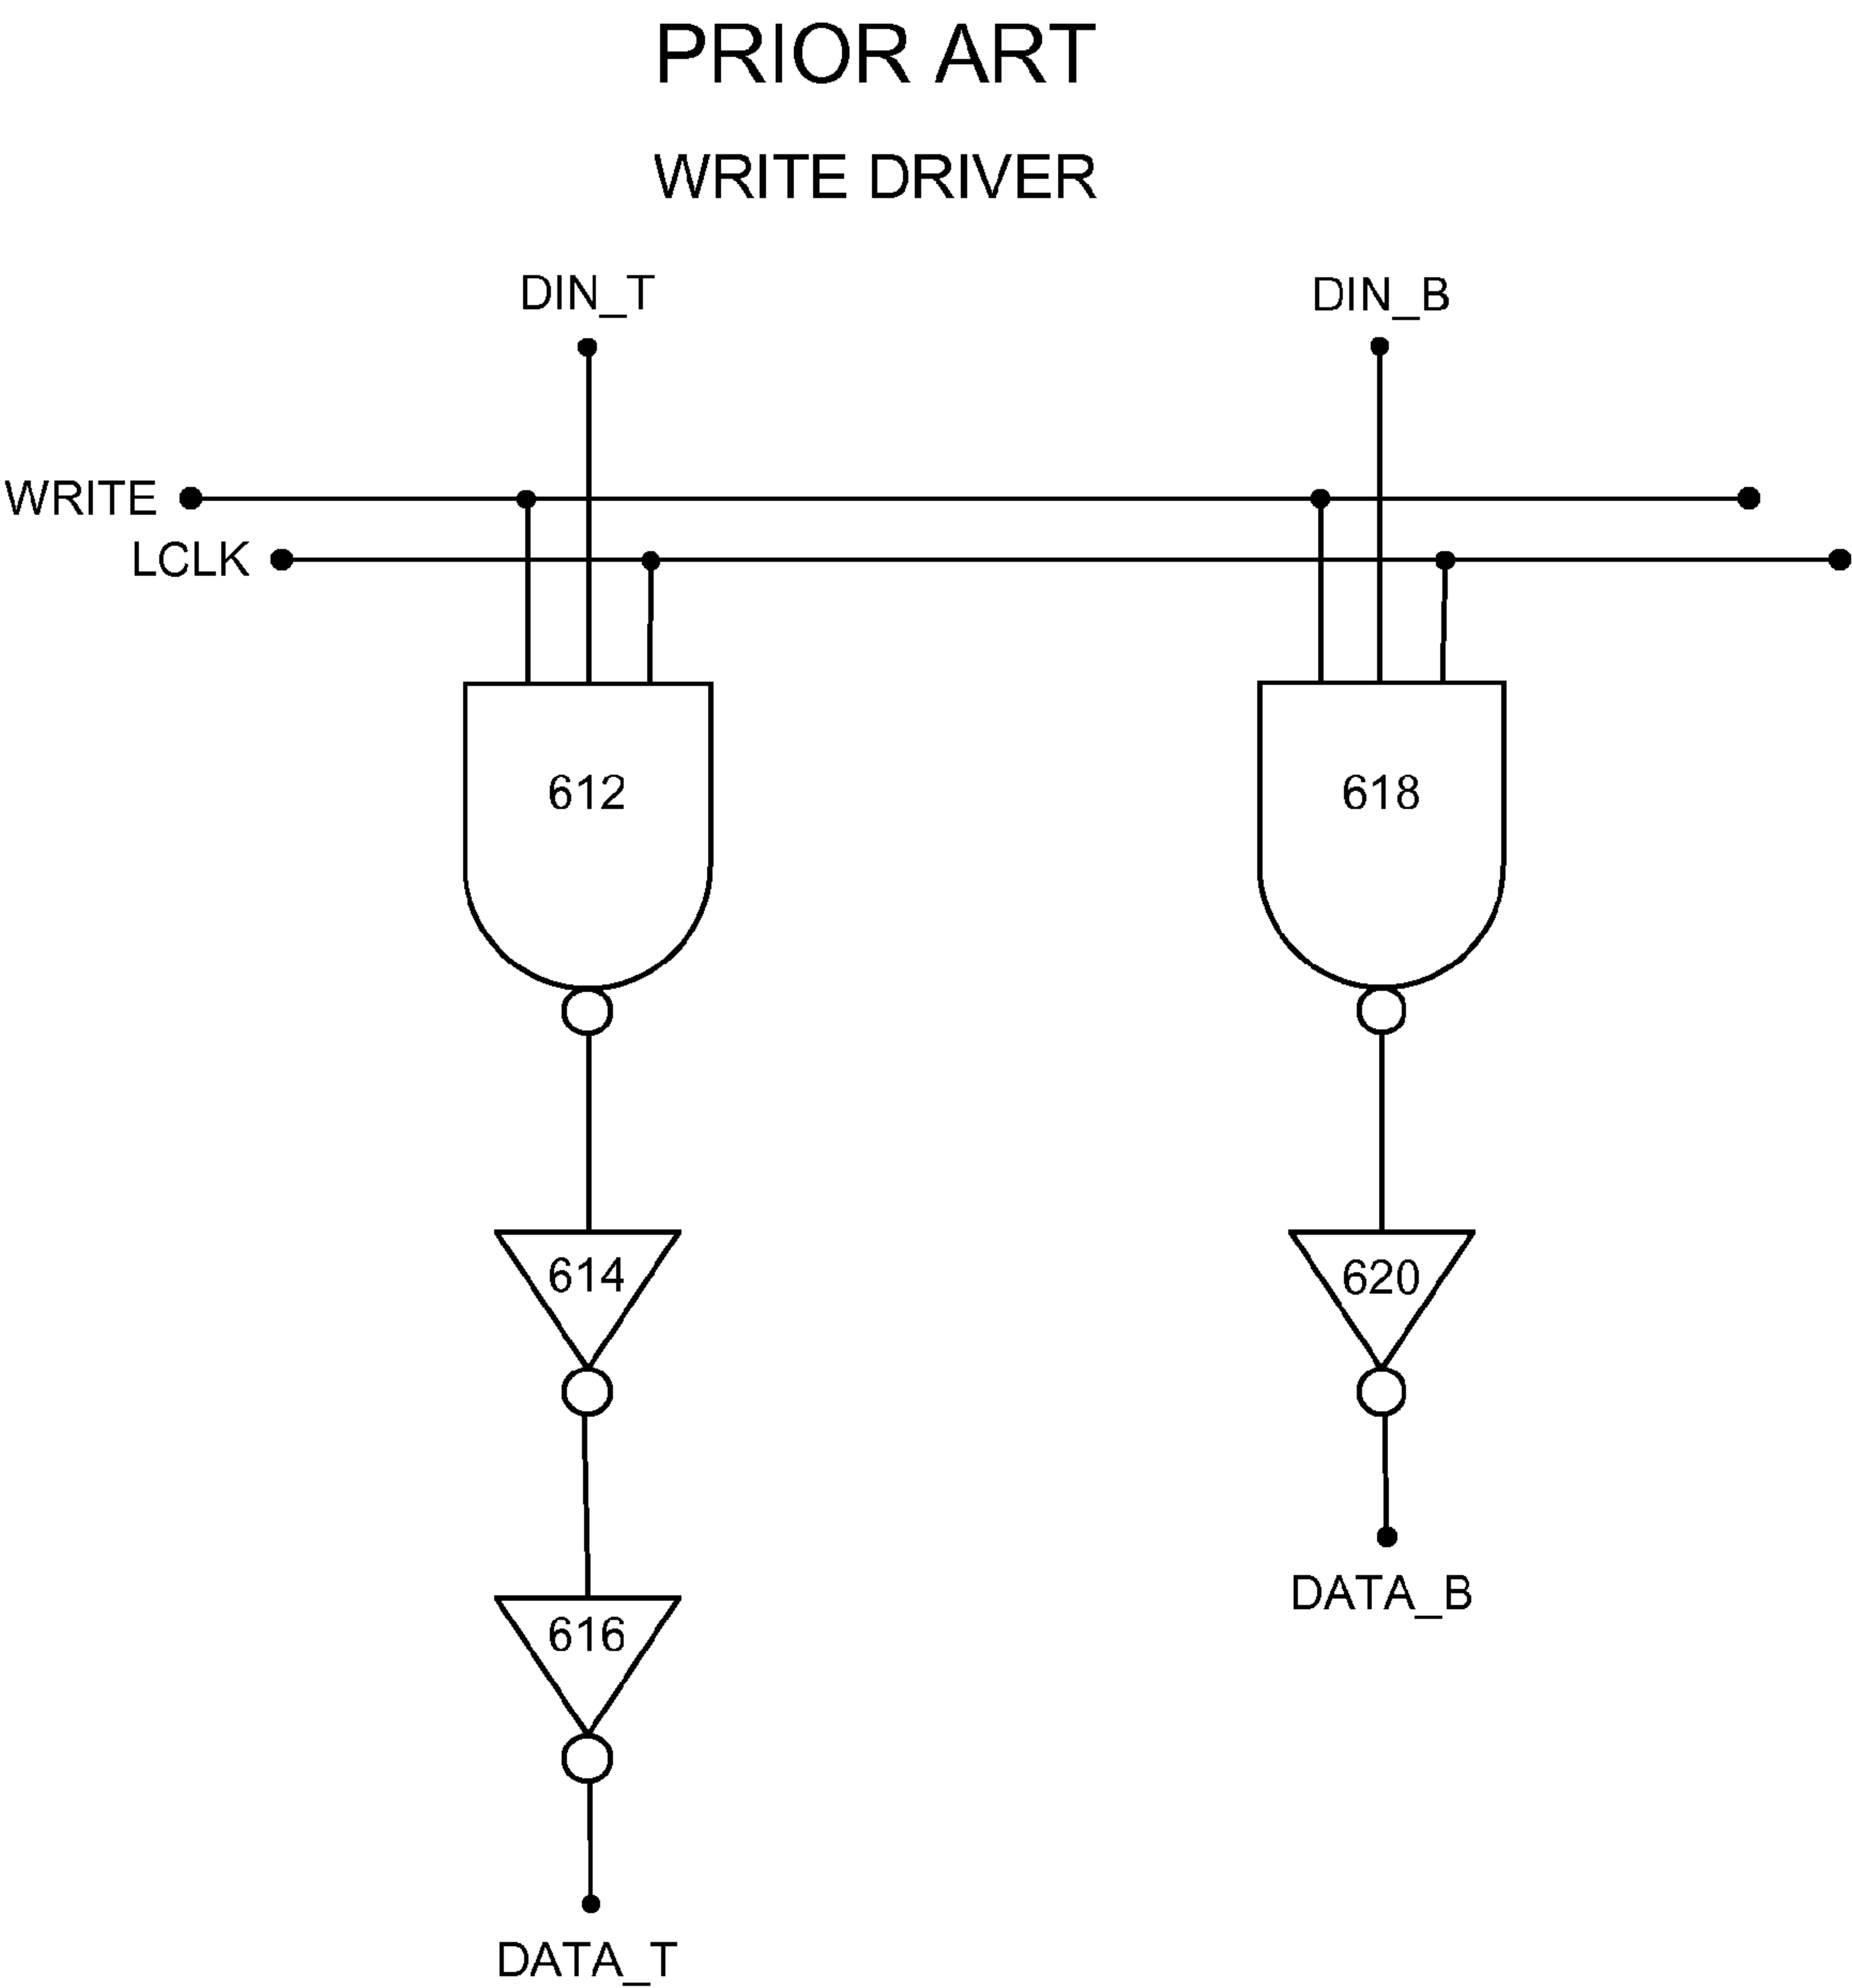 PRIOR ART
WRITE DRIVER
DIN_T
DIN_B
WRITE
LCLK
612
618
614
620
616
DATA_B
DATA_T